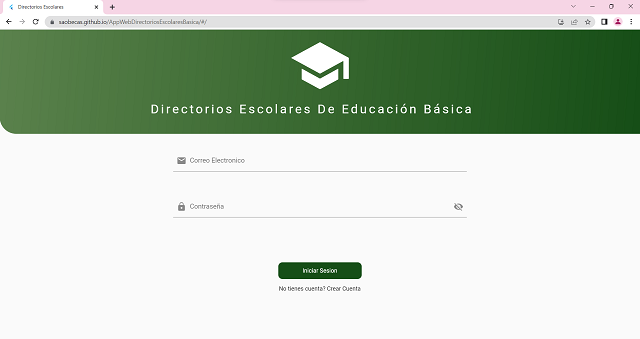 Directorios Escolares
saobecas.github.io/AppWebDirectoriosEscolaresBasica/#/
Directorios Escolares De Educación Básica
Correo Electronico
Contraseña
Iniciar Sesion
No tienes cuenta? Crear Cuenta